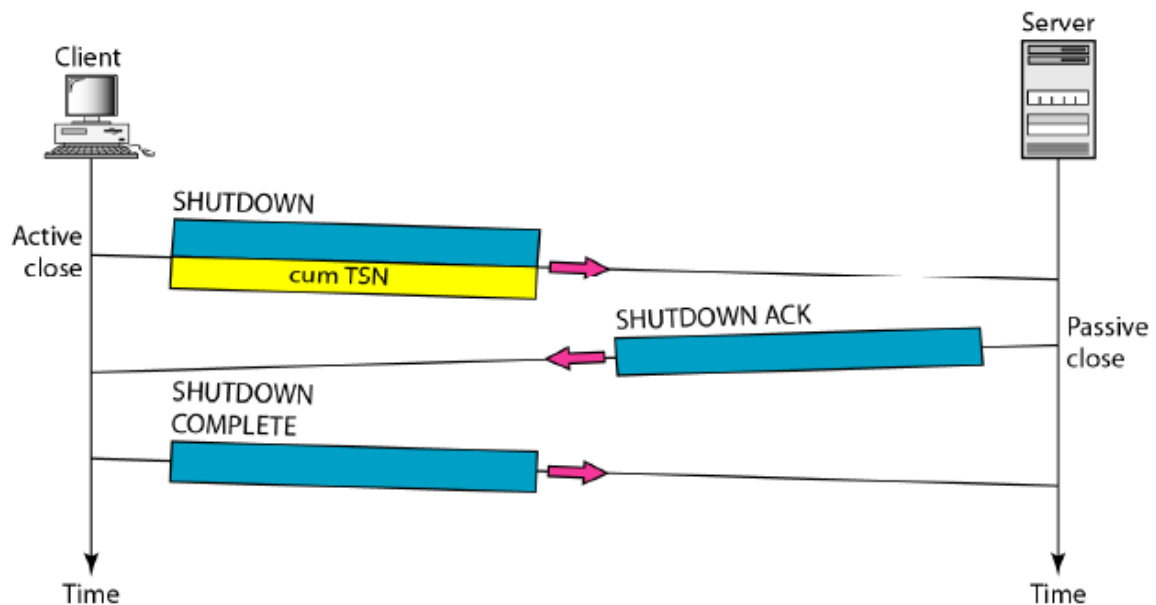 Server
Client
SHUTDOWN
Active
close
cum TSN
SHUTDOWN ACK
Passive
close
SHUTDOWN
COMPLETE
Time
Time